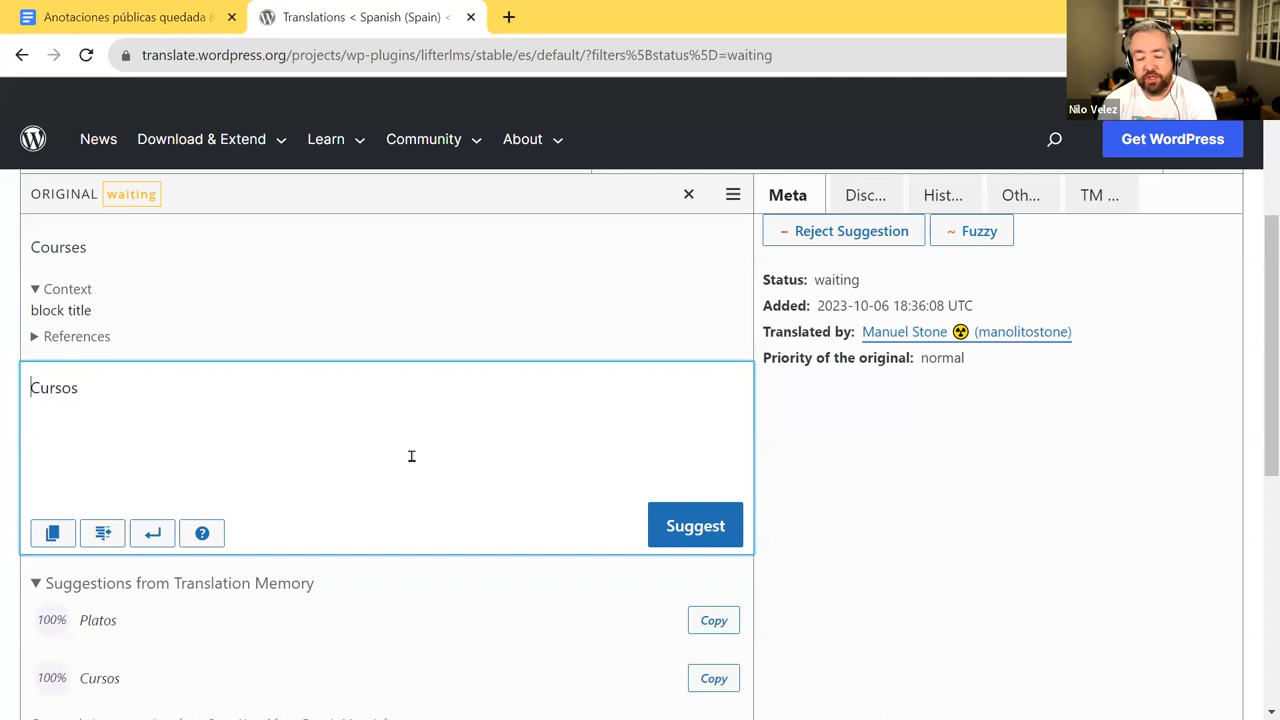 Anotaciones públicas quedada 8
Translations < Spanish (Spain) <
translate.wordpress.org/projects/wp-plugins/lifterlms/stable/es/default/?filters%5Bstatus%5D=waiting
Nilo Velez
News
Download & Extend
Learn
Community
About
Get WordPress
ORIGINAL waiting
Courses
Context
block title
References
Cursos
Suggest
Suggestions from Translation Memory
100% Platos Copy
100% Cursos Copy
Meta Disc... Hist... Oth... TM ...
− Reject Suggestion ~ Fuzzy
Status: waiting
Added: 2023-10-06 18:36:08 UTC
Translated by: Manuel Stone ☢ (manolitostone)
Priority of the original: normal